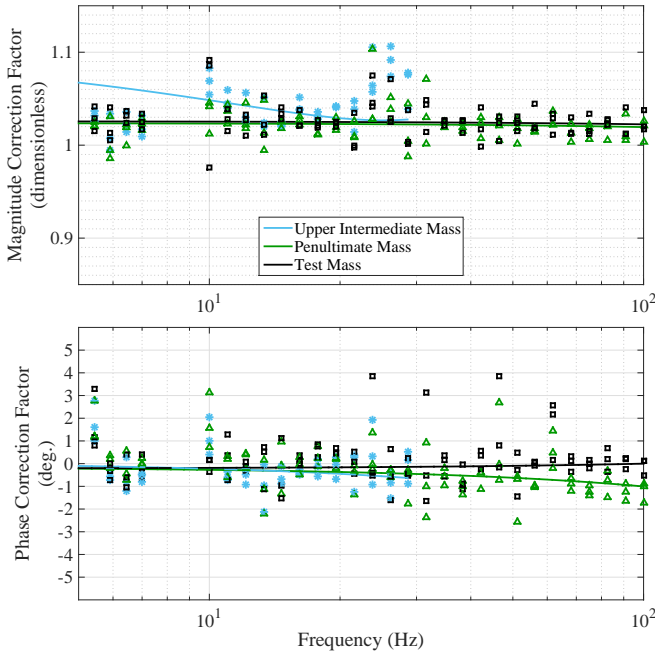 Magnitude Correction Factor
(dimensionless)
1.1
1
0.9
Upper Intermediate Mass
Penultimate Mass
Test Mass
10^1
10^2
Phase Correction Factor
(deg.)
5
4
3
2
1
0
-1
-2
-3
-4
-5
10^1
10^2
Frequency (Hz)